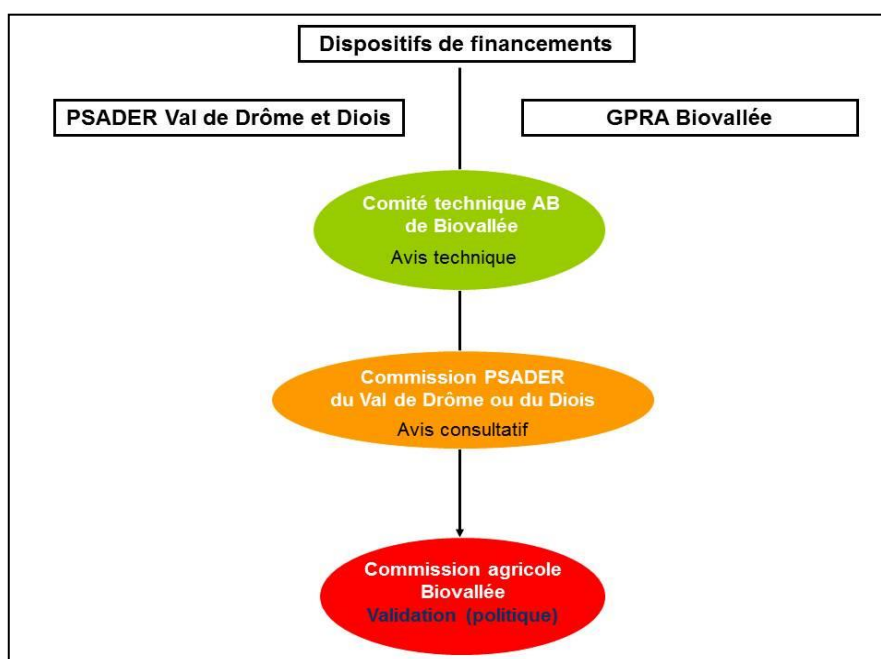 Dispositifs de financements
PSADER Val de Drôme et Diois
GPRA Biovallée
Comité technique AB
de Biovallée
Avis technique
Commission PSADER
du Val de Drôme ou du Diois
Avis consultatif
Commission agricole
Biovallée
Validation (politique)